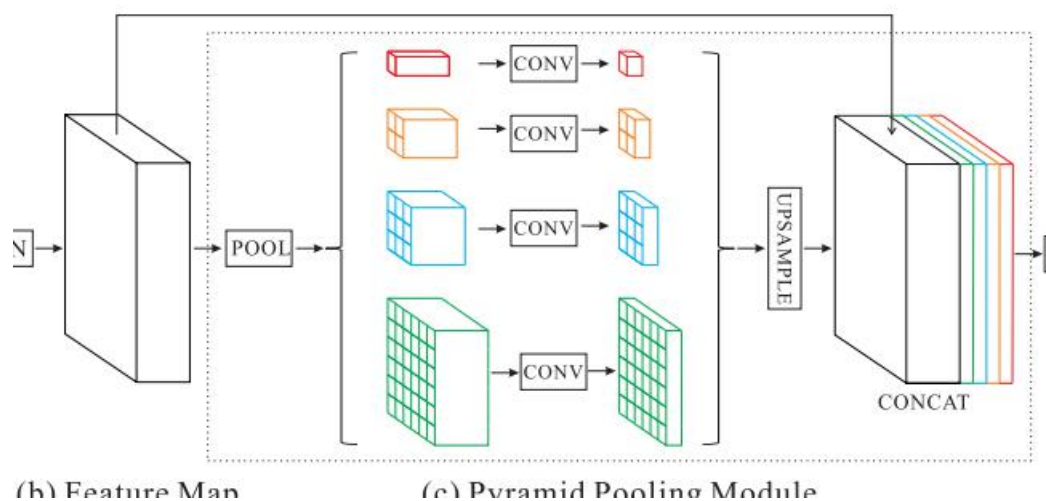 CONV
CONV
CONV
CONV
N
POOL
UPSAMPLE
CONCAT
(b) Feature Map
(c) Pyramid Pooling Module